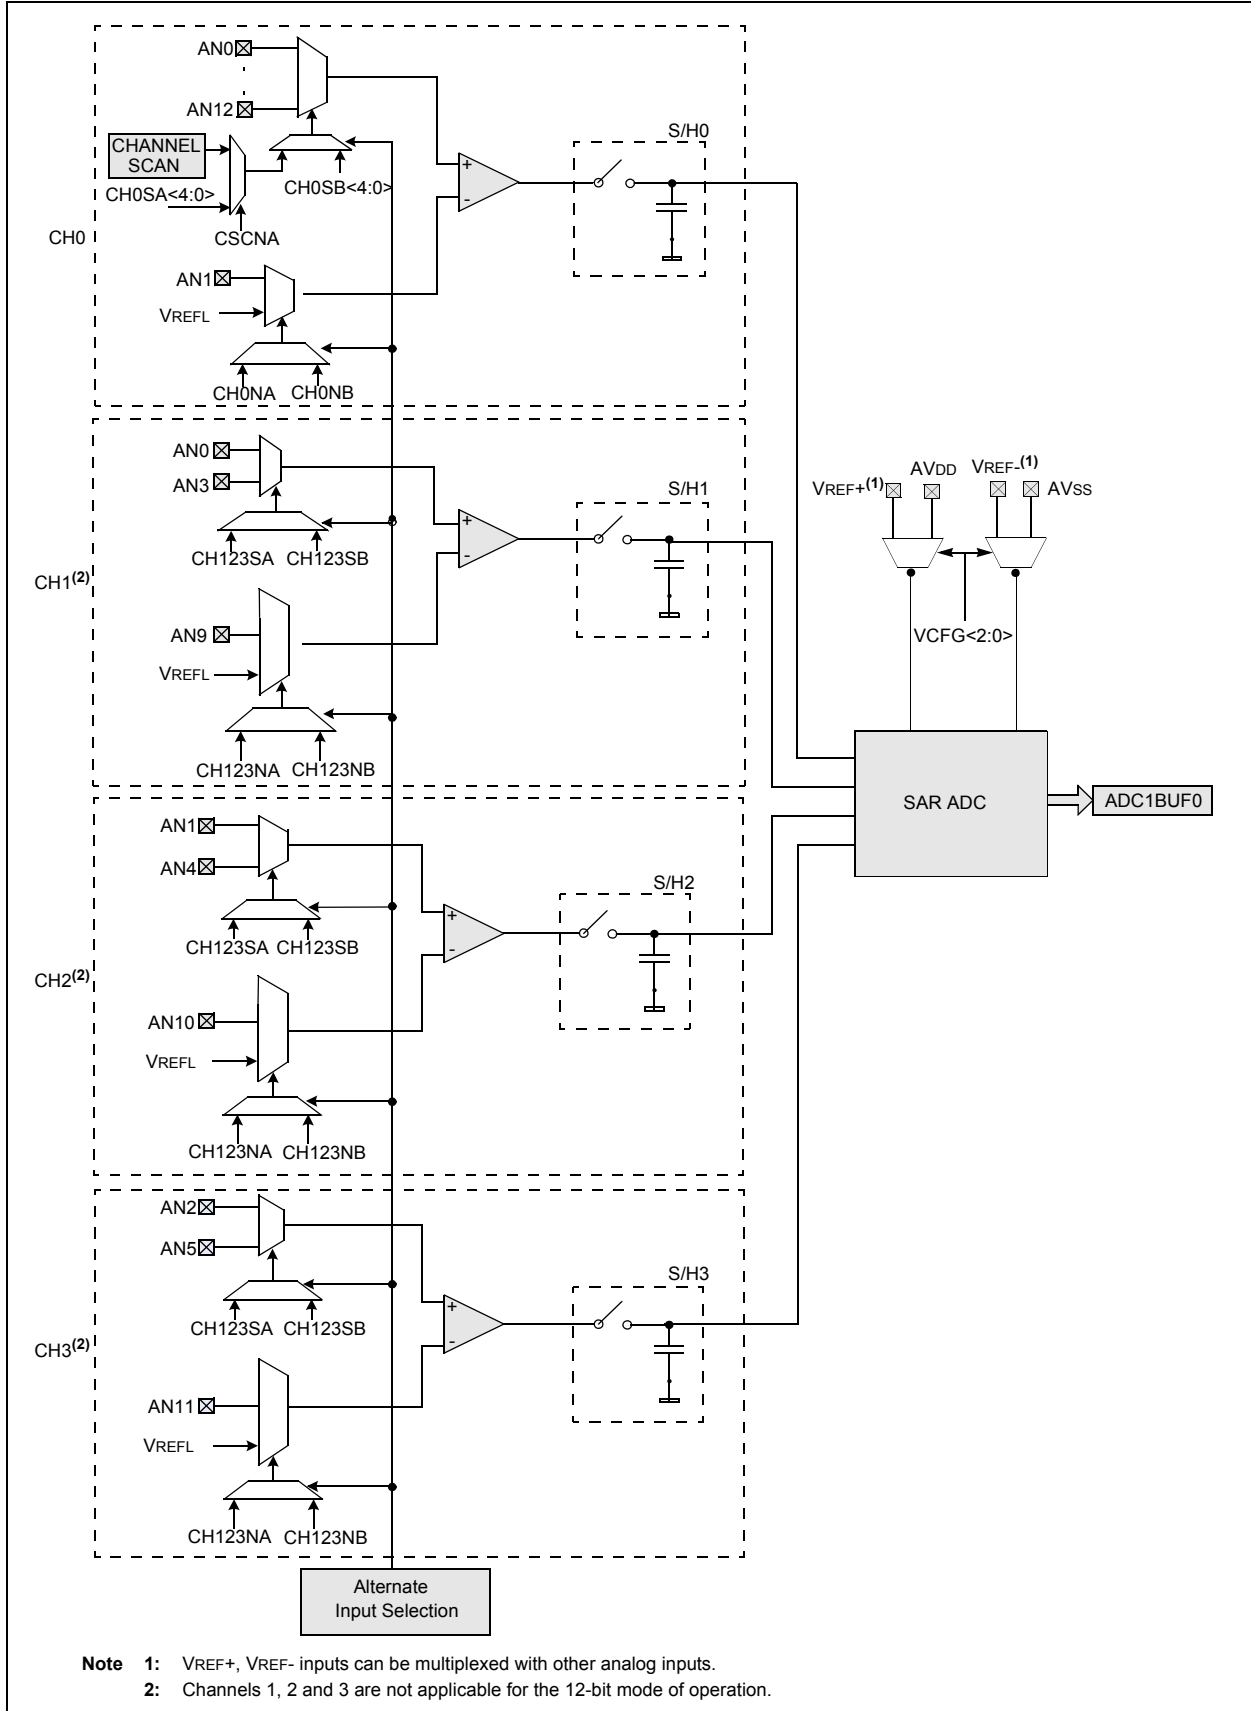 AN0
AN12
CHANNEL
SCAN
CH0SA<4:0>
CH0SB<4:0>
CSCNA
CH0
+
-
S/H0
AN1
VREFL
CH0NA
CH0NB
AN0
AN3
CH123SA
CH123SB
CH1(2)
+
-
S/H1
AN9
VREFL
CH123NA
CH123NB
VREF+(1)
AVDD
VREF-(1)
AVSS
VCFG<2:0>
SAR ADC
ADC1BUF0
AN1
AN4
CH123SA
CH123SB
CH2(2)
+
-
S/H2
AN10
VREFL
CH123NA
CH123NB
AN2
AN5
CH123SA
CH123SB
CH3(2)
+
-
S/H3
AN11
VREFL
CH123NA
CH123NB
Alternate
Input Selection
Note 1: VREF+, VREF- inputs can be multiplexed with other analog inputs.
2: Channels 1, 2 and 3 are not applicable for the 12-bit mode of operation.